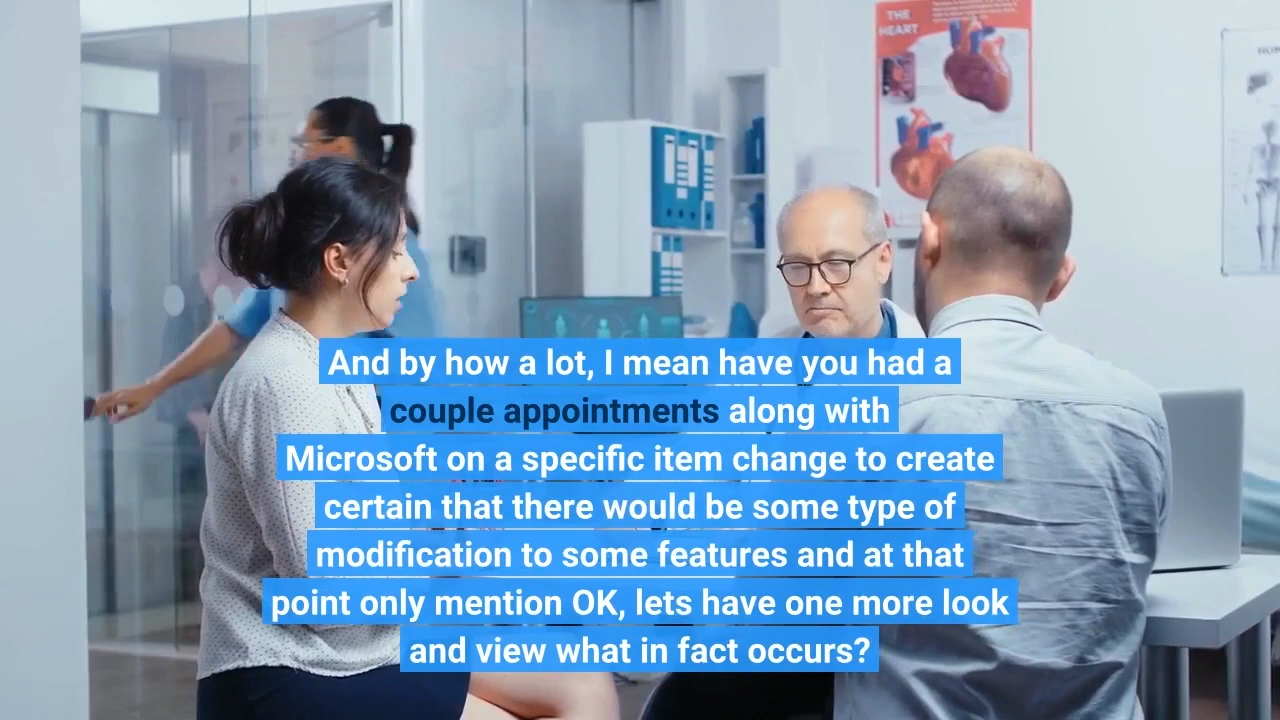 THE
HEART
And by how a lot, I mean have you had a
couple appointments along with
Microsoft on a specific item change to create
certain that there would be some type of
modification to some features and at that
point only mention OK, lets have one more look
and view what in fact occurs?